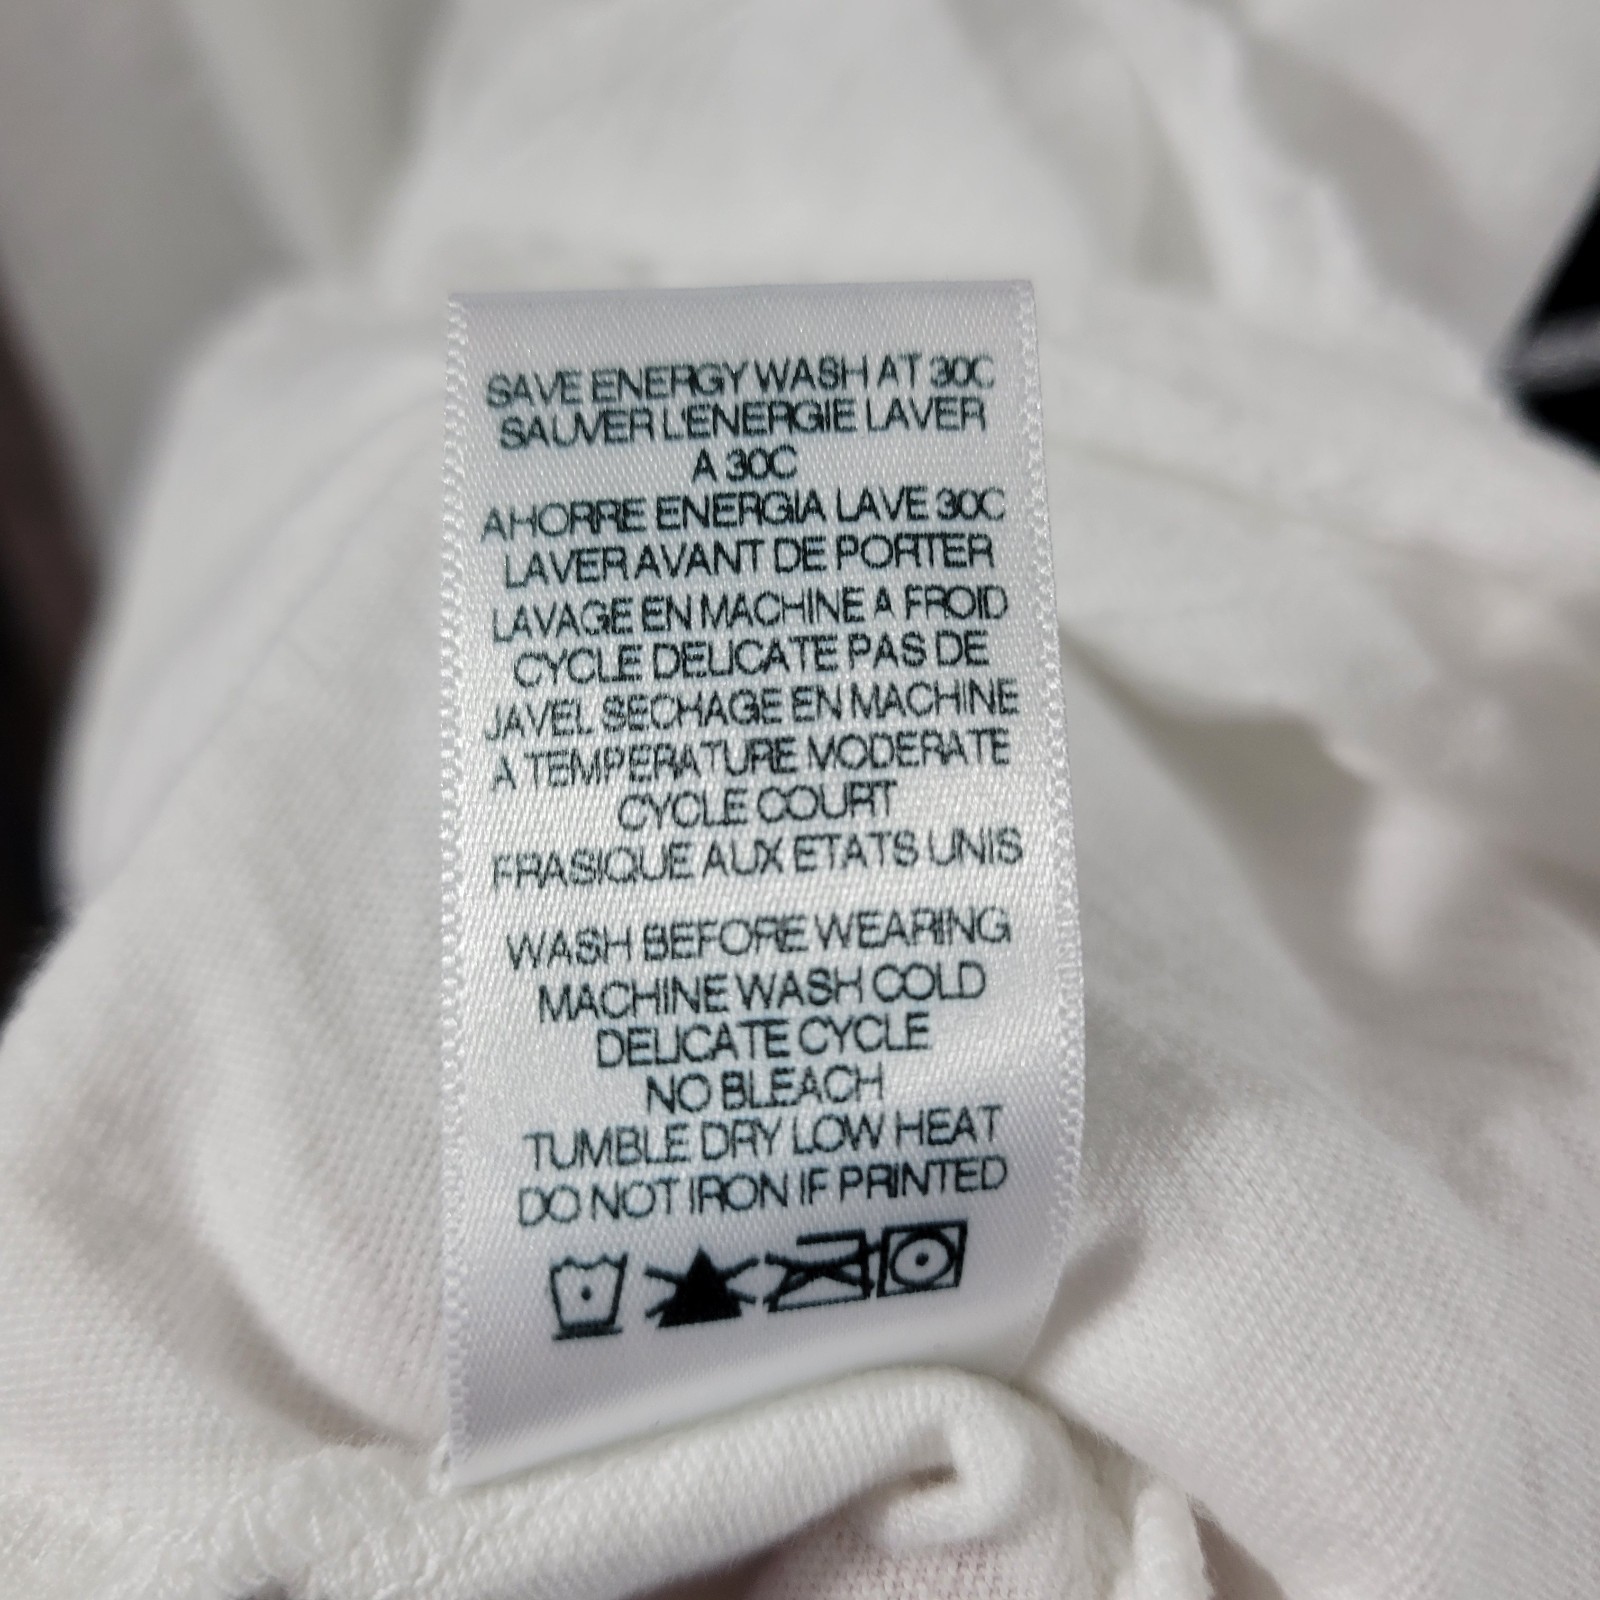 SAVE ENERGY WASH AT 30C
SAUVER L'ENERGIE LAVER
A 30C
AHORRE ENERGIA LAVE 30C
LAVER AVANT DE PORTER
LAVAGE EN MACHINE A FROID
CYCLE DELICATE PAS DE
JAVEL SECHAGE EN MACHINE
A TEMPERATURE MODERATE
CYCLE COURT
FRASIQUE AUX ETATS UNIS
WASH BEFORE WEARING
MACHINE WASH COLD
DELICATE CYCLE
NO BLEACH
TUMBLE DRY LOW HEAT
DO NOT IRON IF PRINTED